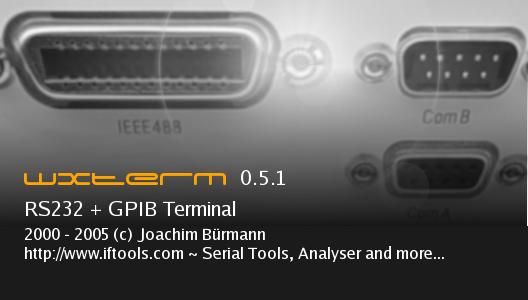 IEEE488
Com B
Com A
wxterm 0.5.1
RS232 + GPIB Terminal
2000 - 2005 (c) Joachim Bürmann
http://www.iftools.com ~ Serial Tools, Analyser and more...